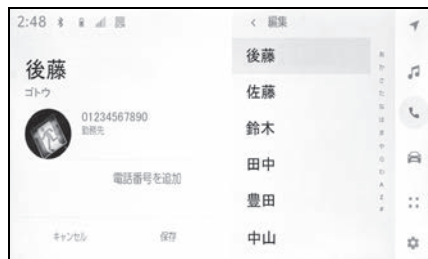 2:48
後藤
ゴトウ
01234567890
勤務先
電話番号を追加
キャンセル
保存
< 編集
後藤
佐藤
鈴木
田中
豊田
中山